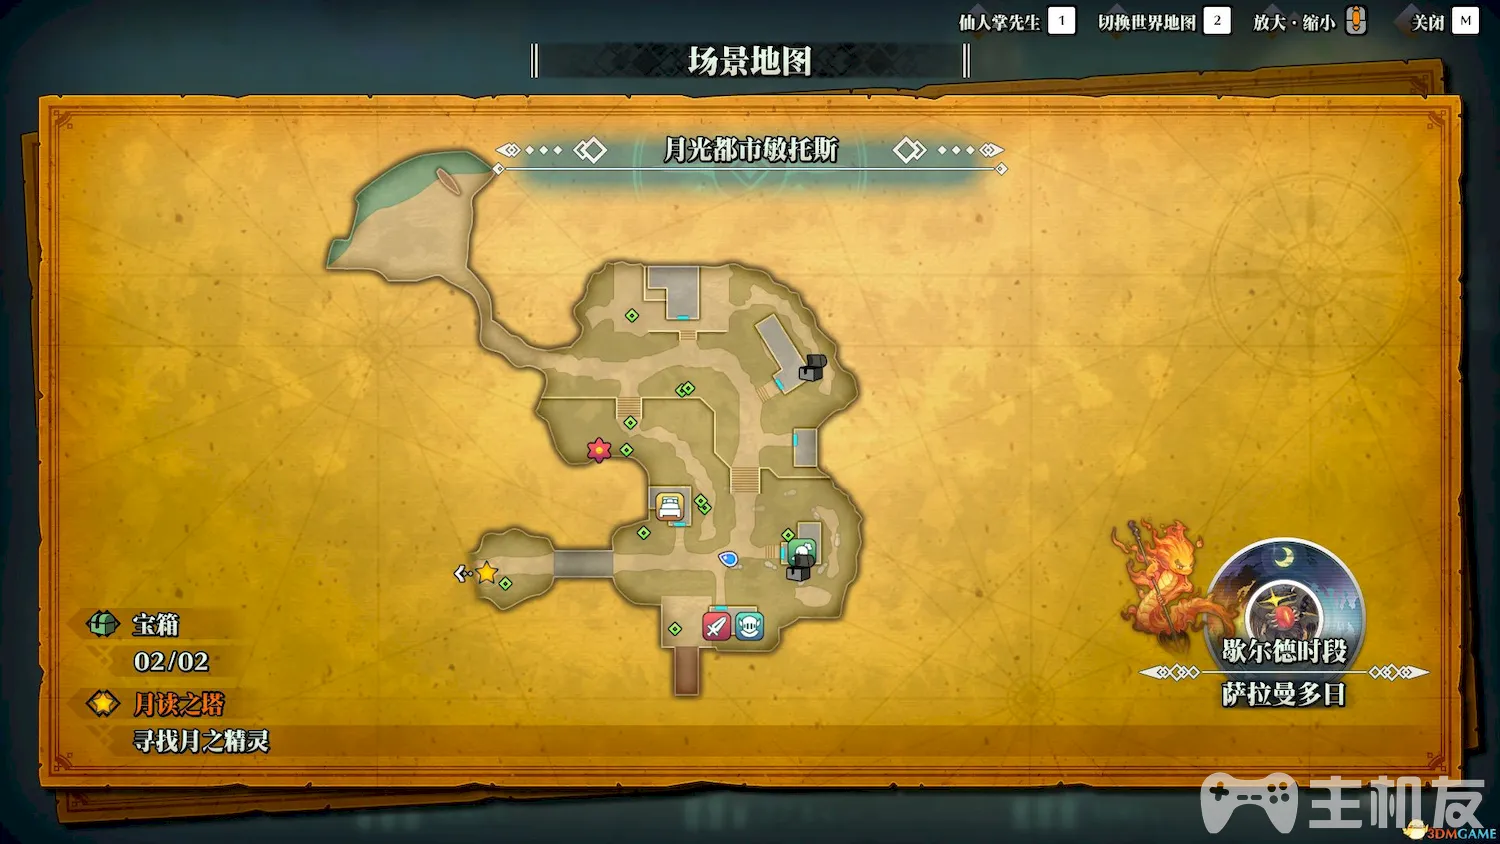 仙人掌先生 1 切换世界地图 2 放大·缩小 关闭 M
场景地图
月光都市敏托斯
宝箱
02/02
月读之塔
寻找月之精灵
歇尔德时段
萨拉曼多日
主机友
3DMGAME